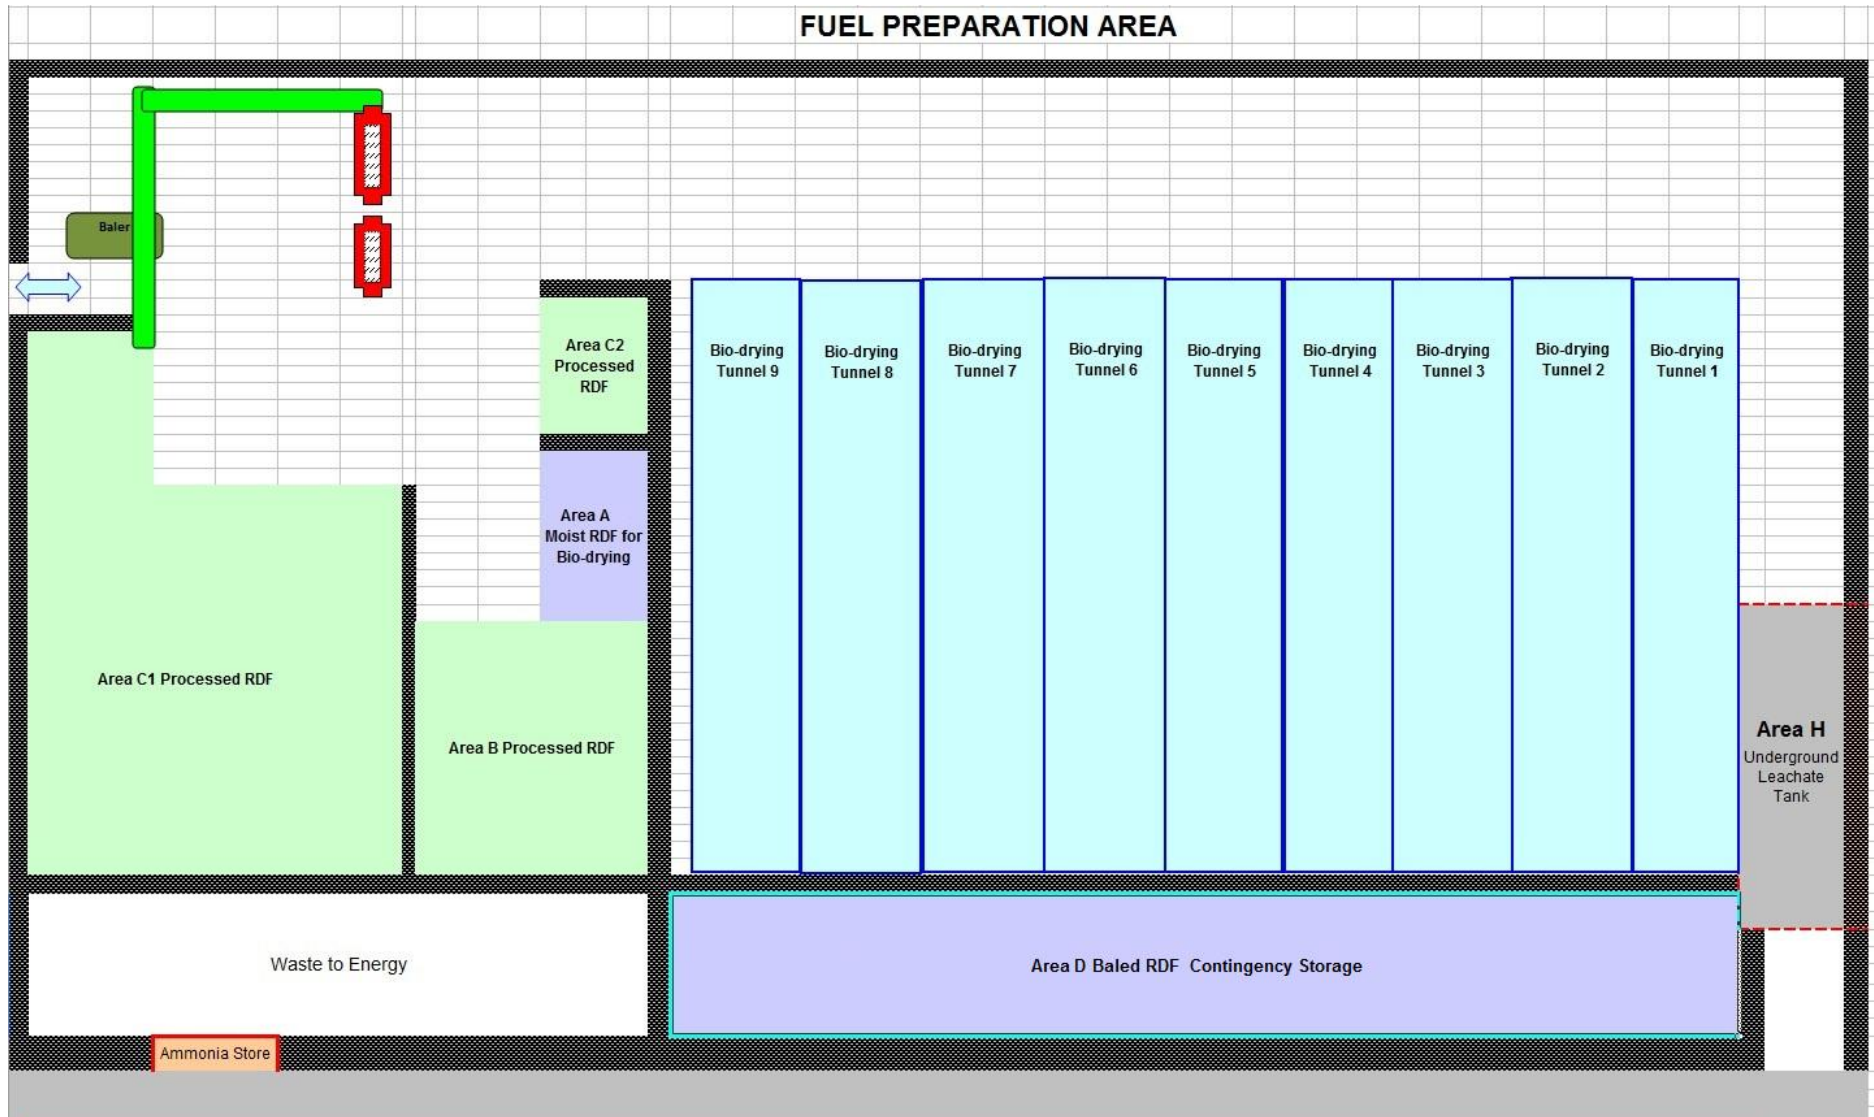 FUEL PREPARATION AREA
Baler
Area C2
Processed
RDF
Bio-drying
Tunnel 9
Bio-drying
Tunnel 8
Bio-drying
Tunnel 7
Bio-drying
Tunnel 6
Bio-drying
Tunnel 5
Bio-drying
Tunnel 4
Bio-drying
Tunnel 3
Bio-drying
Tunnel 2
Bio-drying
Tunnel 1
Area A
Moist RDF for
Bio-drying
Area C1 Processed RDF
Area B Processed RDF
Area H
Underground
Leachate
Tank
Waste to Energy
Area D Baled RDF Contingency Storage
Ammonia Store